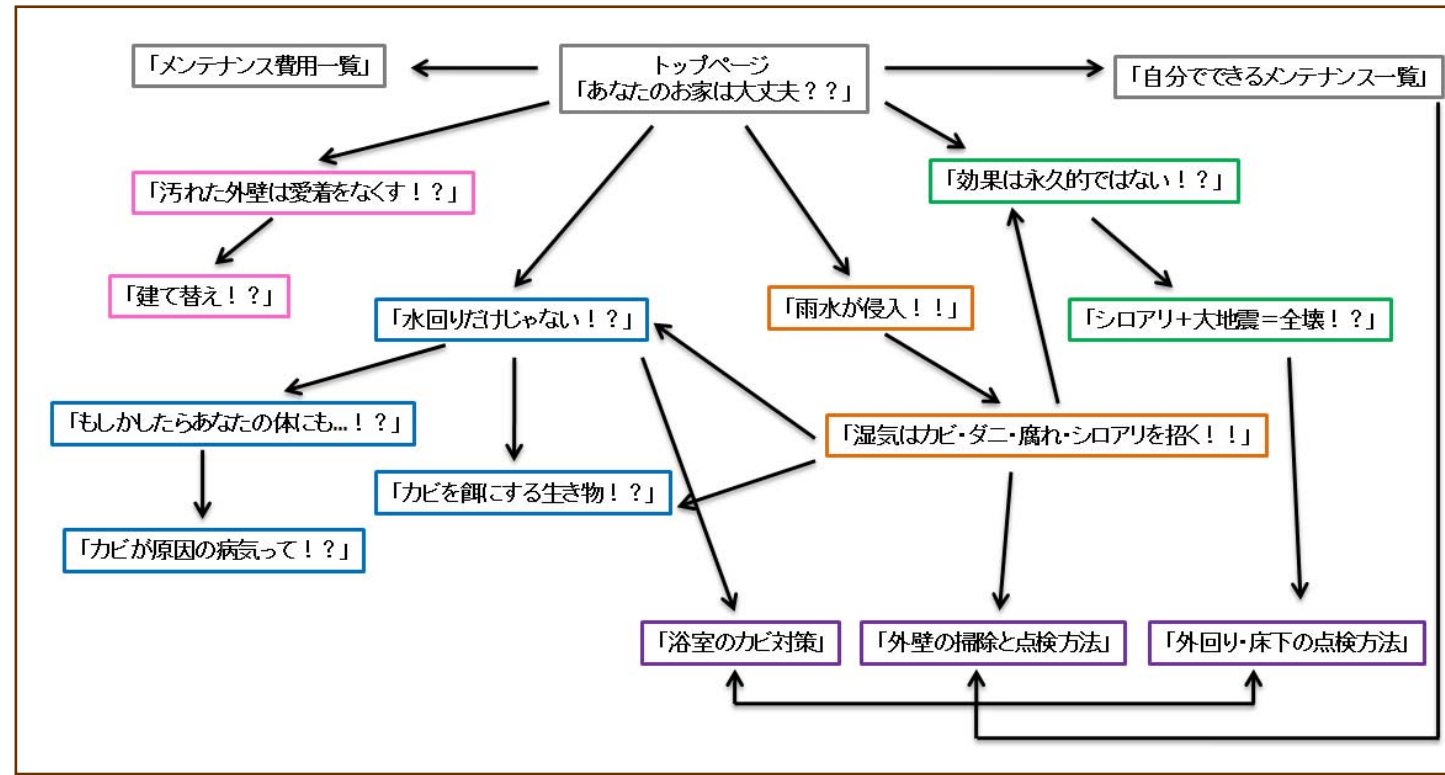 「メンテナンス費用一覧」
トップページ
「あなたのお家は大丈夫？？」
「自分でできるメンテナンス一覧」
「汚れた外壁は愛着をなくす！？」
「効果は永久的ではない！？」
「建て替え！？」
「水回りだけじゃない！？」
「雨水が侵入！！」
「シロアリ＋大地震＝全壊！？」
「もしかしたらあなたの体にも…！？」
「湿気はカビ・ダニ・腐れ・シロアリを招く！！」
「カビを餌にする生き物！？」
「カビが原因の病気って！？」
「浴室のカビ対策」
「外壁の掃除と点検方法」
「外回り・床下の点検方法」